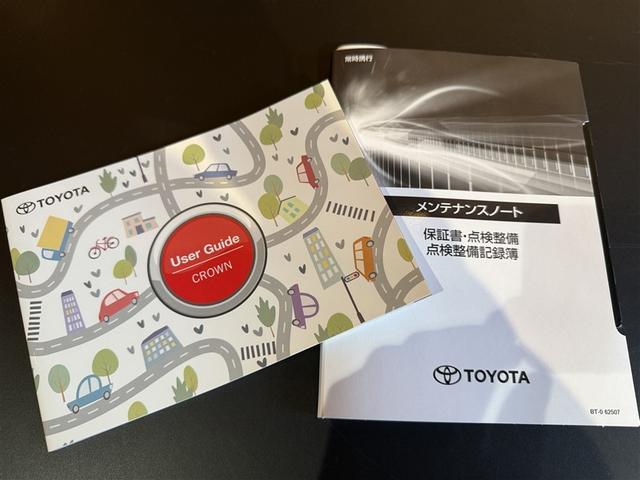 TOYOTA
User Guide
CROWN
常時携行
メンテナンスノート
保証書・点検整備
点検整備記録簿
TOYOTA
BT-0 62507